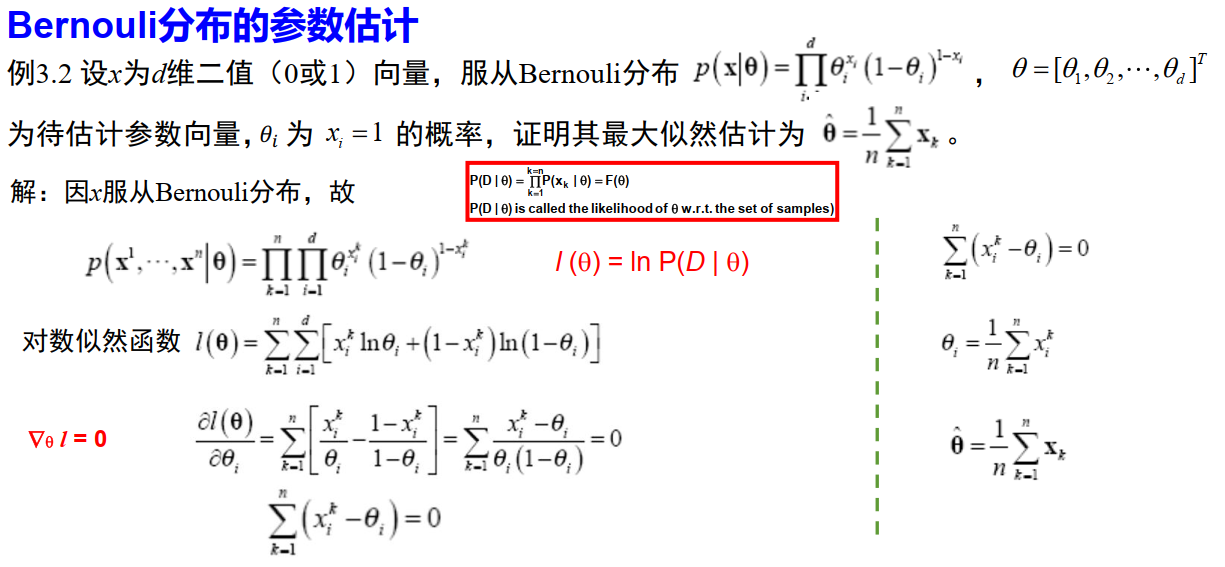 Bernouli分布的参数估计
例3.2 设x为d维二值（0或1）向量，服从Bernouli分布 p(x|θ) = ∏_{i=1}^{d} θ_i^{x_i} (1−θ_i)^{1−x_i} ， θ = [θ_1, θ_2, ⋯, θ_d]^T
为待估计参数向量，θ_i 为 x_i = 1 的概率，证明其最大似然估计为 θ̂ = 1/n ∑_{k=1}^{n} x_k 。
解：因x服从Bernouli分布，故
P(D | θ) = ∏_{k=1}^{k=n} P(x_k | θ) = F(θ)
P(D | θ) is called the likelihood of θ w.r.t. the set of samples)
p(x^1, ⋯, x^n | θ) = ∏_{k=1}^{n} ∏_{i=1}^{d} θ_i^{x_i^k} (1−θ_i)^{1−x_i^k}
l (θ) = ln P(D | θ)
对数似然函数 l(θ) = ∑_{k=1}^{n} ∑_{i=1}^{d} [x_i^k lnθ_i + (1−x_i^k) ln(1−θ_i)]
∇_θ l = 0
∂l(θ)/∂θ_i = ∑_{k=1}^{n} [x_i^k/θ_i − (1−x_i^k)/(1−θ_i)] = ∑_{k=1}^{n} (x_i^k − θ_i)/(θ_i(1−θ_i)) = 0
∑_{k=1}^{n} (x_i^k − θ_i) = 0
∑_{k=1}^{n} (x_i^k − θ_i) = 0
θ_i = 1/n ∑_{k=1}^{n} x_i^k
θ̂ = 1/n ∑_{k=1}^{n} x_k